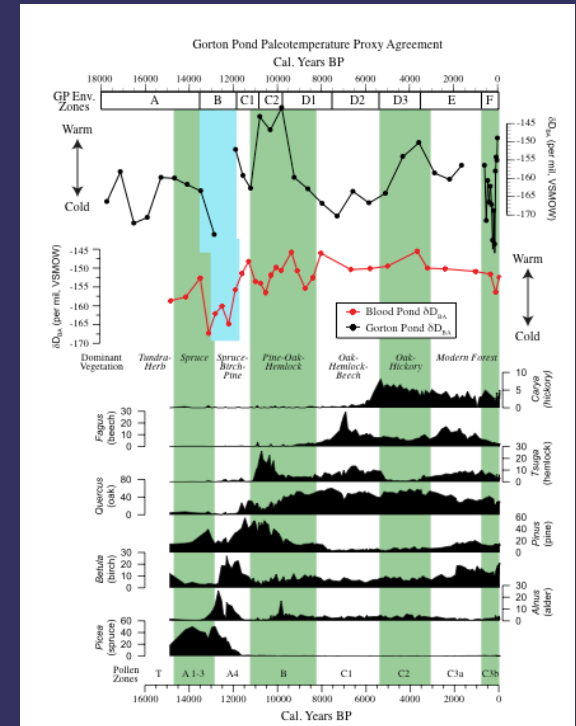 Gorton Pond Paleotemperature Proxy Agreement
Cal. Years BP
18000 16000 14000 12000 10000 8000 6000 4000 2000 0
GP Env. Zones A B C1 C2 D1 D2 D3 E F
Warm
Cold
-145
-150
-155
-160
-165
-170
δD_BA (per mil, VSMOW)
-145
-150
-155
-160
-165
-170
δD_BA (per mil, VSMOW)
Warm
Cold
Blood Pond δD_BA
Gorton Pond δD_BA
Dominant Vegetation
Tundra-Herb
Spruce
Spruce-Birch-Pine
Pine-Oak-Hemlock
Oak-Hemlock-Beech
Oak-Hickory
Modern Forest
10
5
0
Carya (hickory)
30
20
10
0
Fagus (beech)
30
20
10
0
Tsuga (hemlock)
80
40
0
Quercus (oak)
60
40
20
0
Pinus (pine)
30
20
10
0
Betula (birch)
30
20
10
0
Alnus (alder)
60
40
20
0
Picea (spruce)
Pollen Zones T A 1-3 A4 B C1 C2 C3a C3b
16000 14000 12000 10000 8000 6000 4000 2000 0
Cal. Years BP